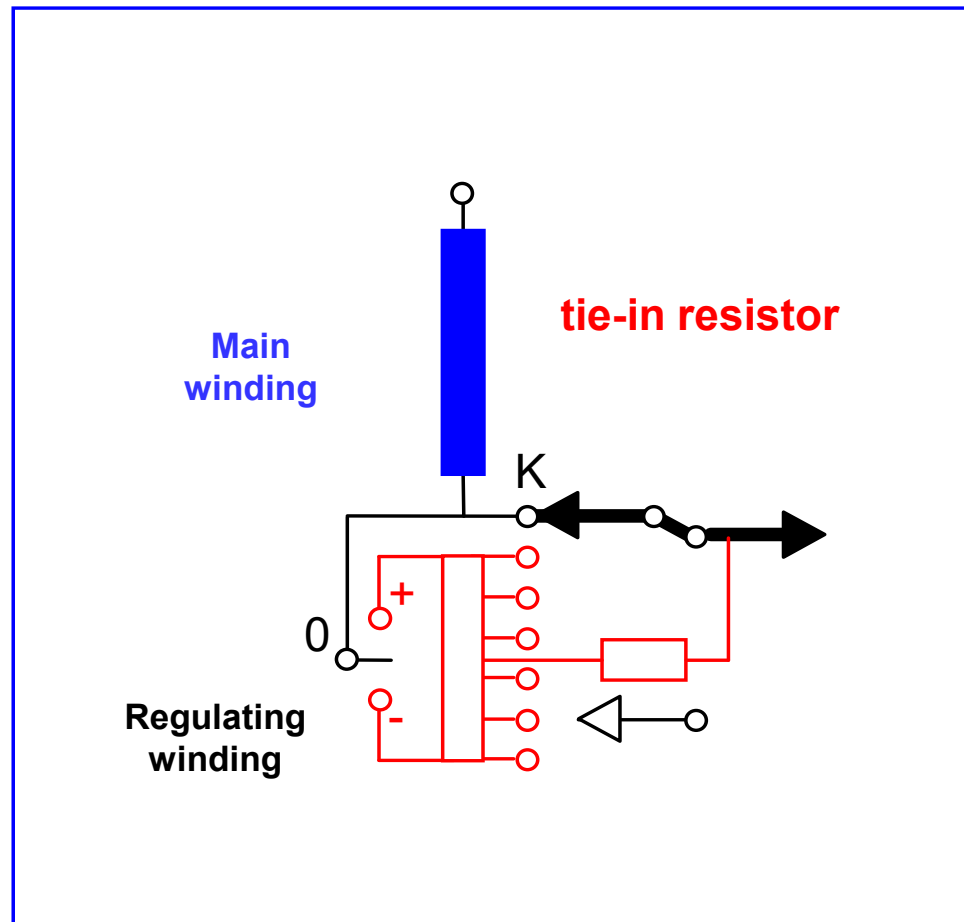 tie-in resistor
Main
winding
K
+
0
-
Regulating
winding